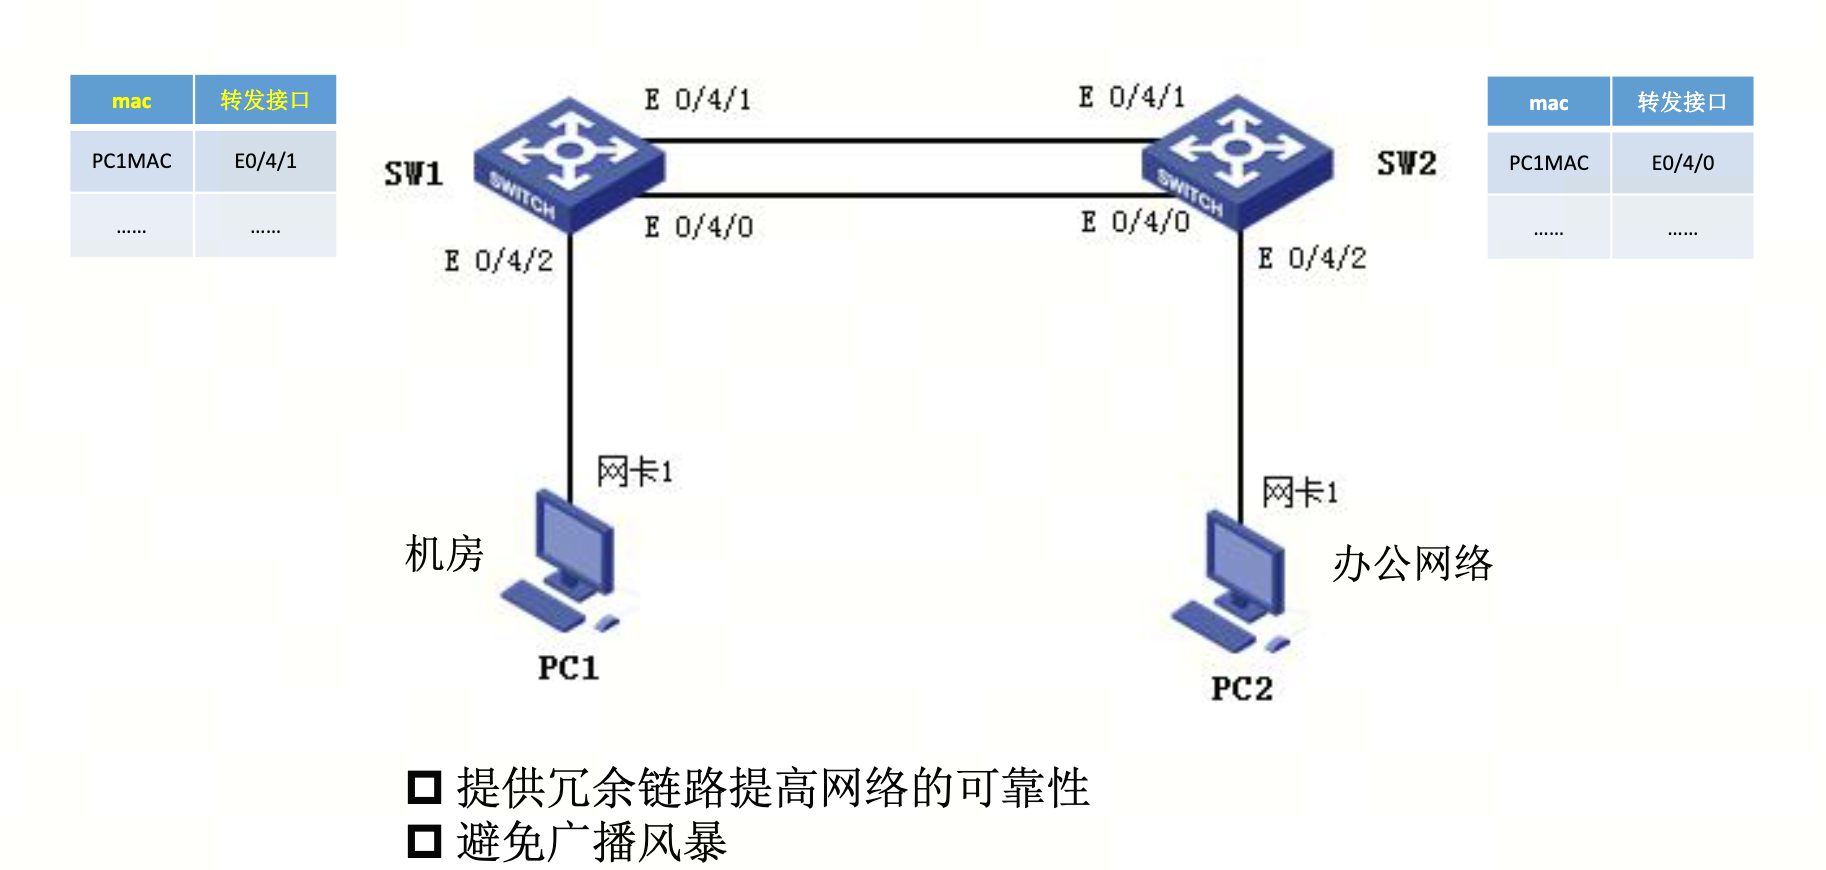 mac 转发接口
PC1MAC E0/4/1
...... ......
E 0/4/1
E 0/4/1
mac 转发接口
PC1MAC E0/4/0
...... ......
SW1
SWITCH
SWITCH
SW2
E 0/4/0
E 0/4/0
E 0/4/2
E 0/4/2
网卡1
网卡1
机房
办公网络
PC1
PC2
提供冗余链路提高网络的可靠性
避免广播风暴